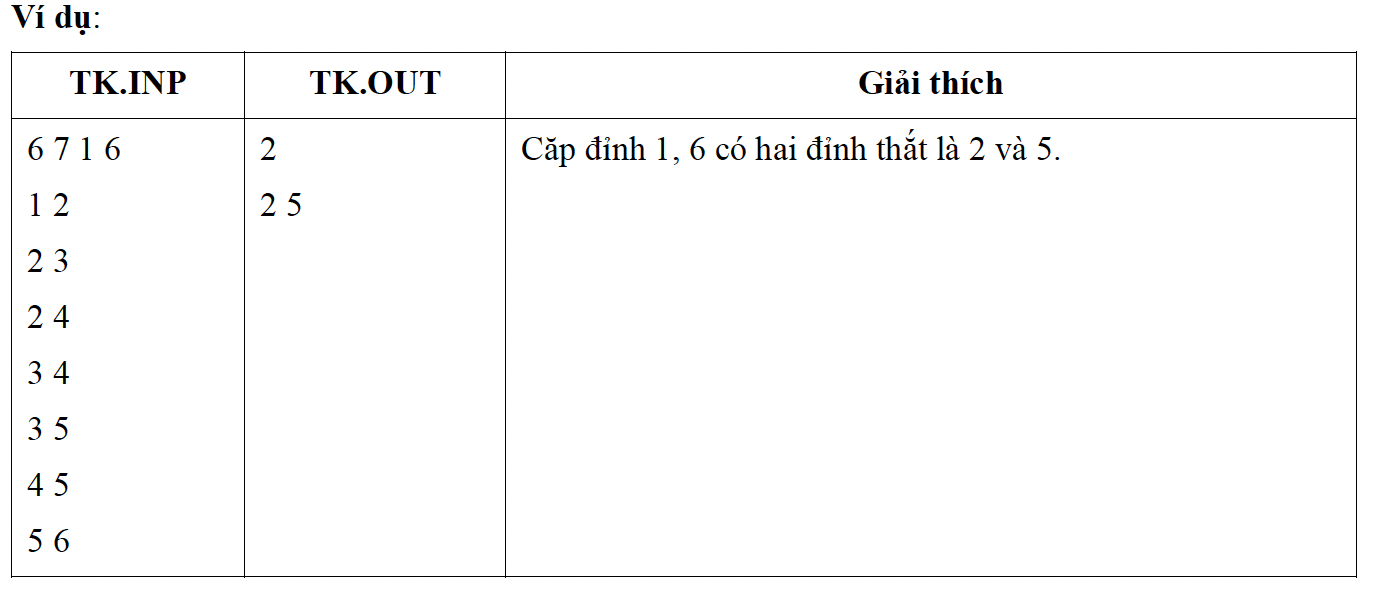 Ví dụ:
TK.INP TK.OUT Giải thích
6 7 1 6 2 Căp đỉnh 1, 6 có hai đỉnh thắt là 2 và 5.
1 2 2 5
2 3
2 4
3 4
3 5
4 5
5 6